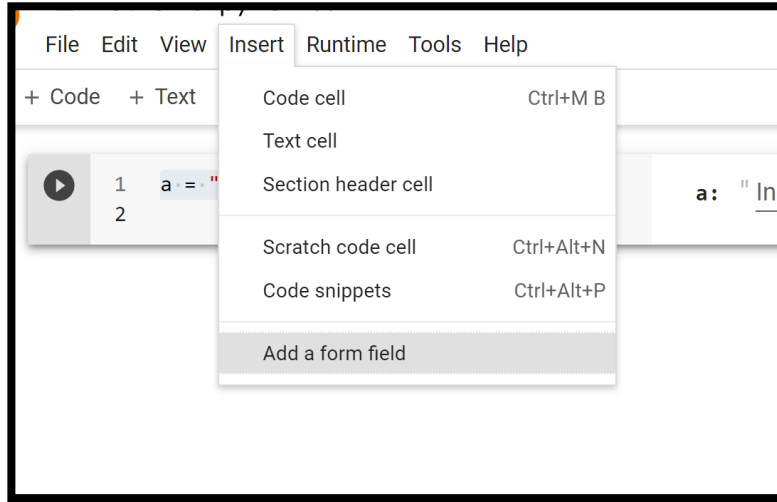 File Edit View Insert Runtime Tools Help
+ Code + Text
Code cell Ctrl+M B
Text cell
Section header cell
Scratch code cell Ctrl+Alt+N
Code snippets Ctrl+Alt+P
Add a form field
1 a = "
2
a: " In